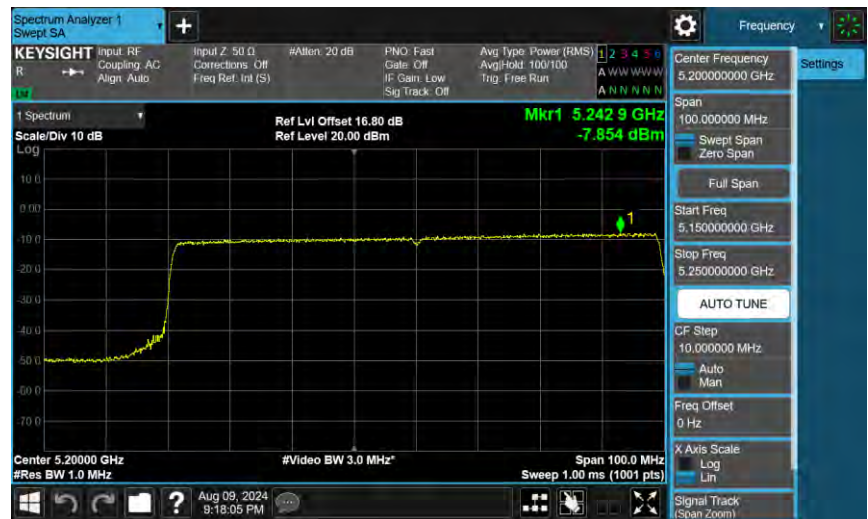 Spectrum Analyzer 1
Swept SA
+
Frequency
KEYSIGHT
R
Input: RF
Coupling: AC
Align: Auto
Input Z: 50 Ω
Corrections: Off
Freq Ref: Int (S)
#Atten: 20 dB
PNO: Fast
Gate: Off
IF Gain: Low
Sig Track: Off
Avg Type: Power (RMS)
Avg|Hold: 100/100
Trig: Free Run
1 2 3 4 5 6
A W W W W W
A N N N N N
Settings
1 Spectrum
Scale/Div 10 dB
Log
Ref Lvl Offset 16.80 dB
Ref Level 20.00 dBm
Mkr1 5.242 9 GHz
-7.854 dBm
10.0
0.00
-10.0
-20.0
-30.0
-40.0
-50.0
-60.0
-70.0
1
Center 5.20000 GHz
#Res BW 1.0 MHz
#Video BW 3.0 MHz*
Span 100.0 MHz
Sweep 1.00 ms (1001 pts)
Center Frequency
5.200000000 GHz
Span
100.000000 MHz
Swept Span
Zero Span
Full Span
Start Freq
5.150000000 GHz
Stop Freq
5.250000000 GHz
AUTO TUNE
CF Step
10.000000 MHz
Auto
Man
Freq Offset
0 Hz
X Axis Scale
Log
Lin
Signal Track
(Span Zoom)
?
Aug 09, 2024
9:18:05 PM